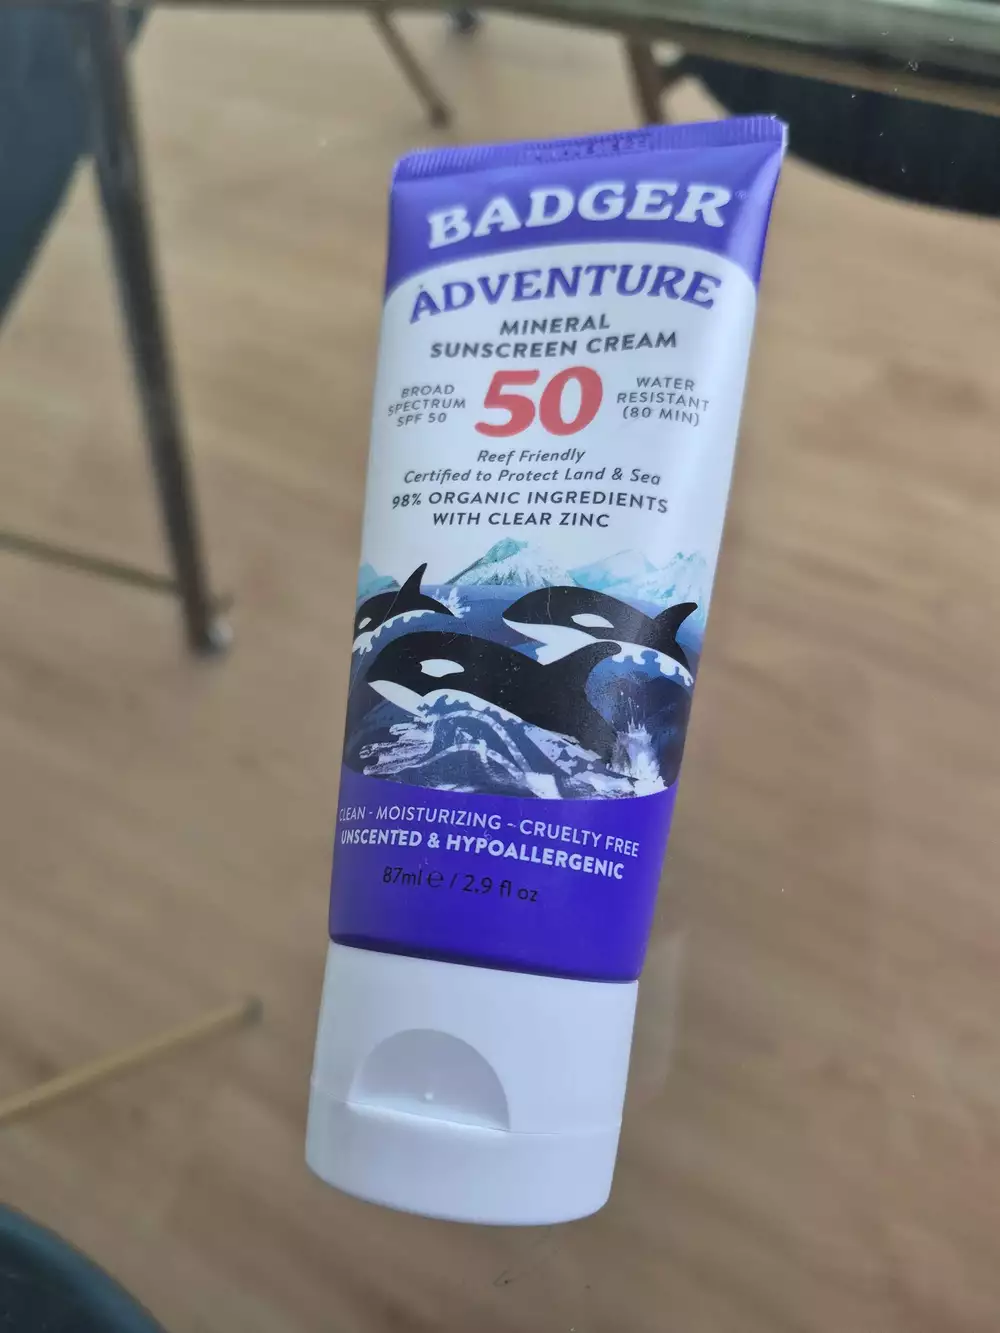 BADGER
ADVENTURE
MINERAL
SUNSCREEN CREAM
BROAD
SPECTRUM
SPF 50
50
WATER
RESISTANT
(80 MIN)
Reef Friendly
Certified to Protect Land & Sea
98% ORGANIC INGREDIENTS
WITH CLEAR ZINC
CLEAN - MOISTURIZING - CRUELTY FREE
UNSCENTED & HYPOALLERGENIC
87ml ℮ / 2.9 fl oz